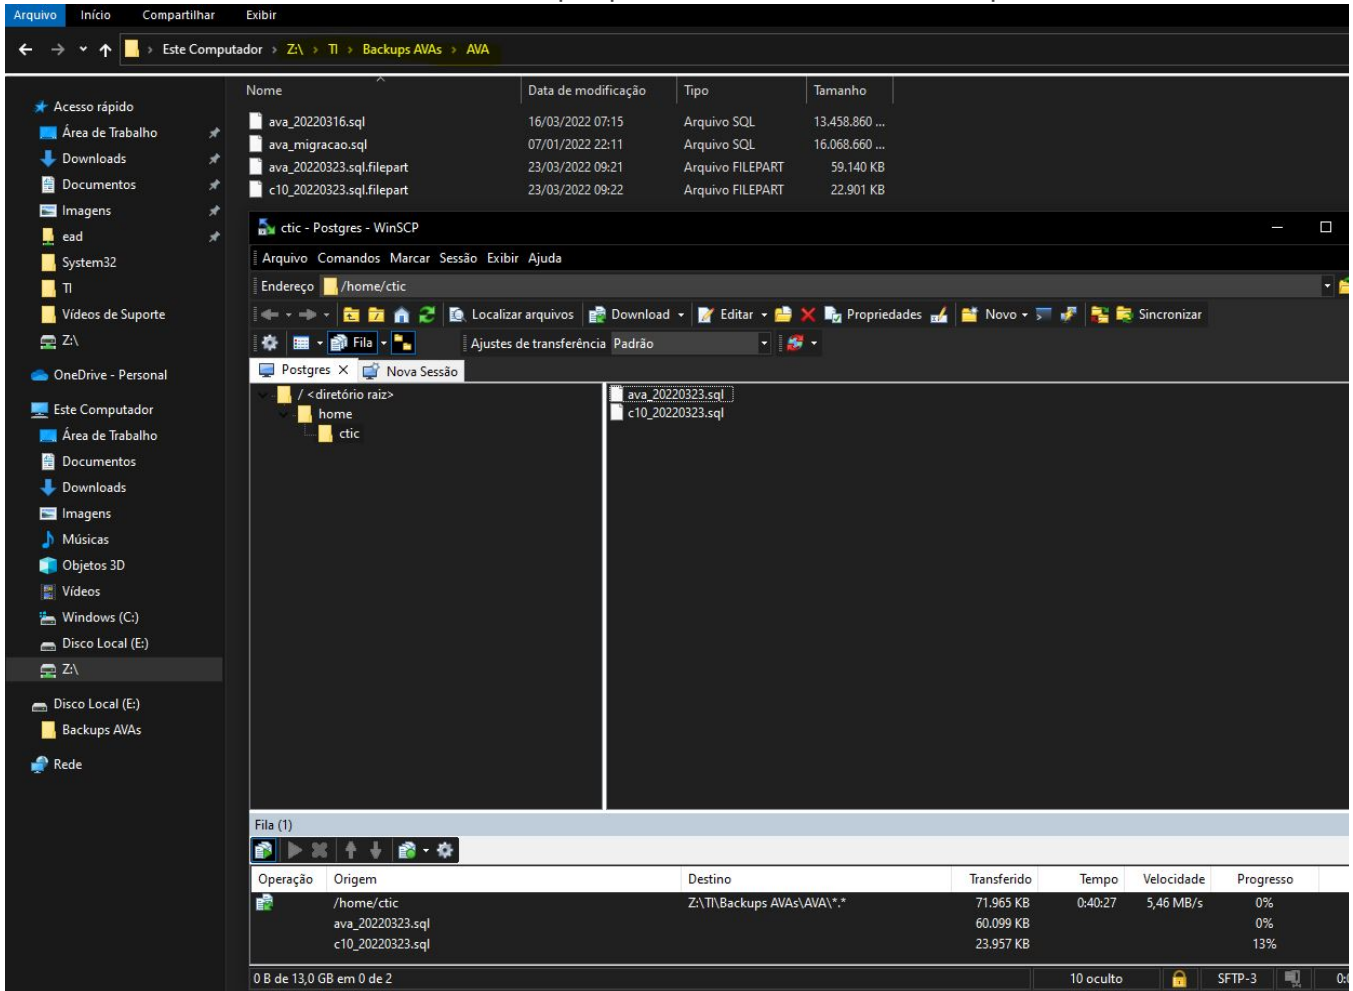 Arquivo Início Compartilhar Exibir
Este Computador > Z:\ > TI > Backups AVAs > AVA
Nome Data de modificação Tipo Tamanho
Acesso rápido
Área de Trabalho
Downloads
Documentos
Imagens
ead
System32
TI
Vídeos de Suporte
Z:\
OneDrive - Personal
Este Computador
Área de Trabalho
Documentos
Downloads
Imagens
Músicas
Objetos 3D
Vídeos
Windows (C:)
Disco Local (E:)
Z:\
Disco Local (E:)
Backups AVAs
Rede
ava_20220316.sql 16/03/2022 07:15 Arquivo SQL 13.458.860 ...
ava_migracao.sql 07/01/2022 22:11 Arquivo SQL 16.068.660 ...
ava_20220323.sql.filepart 23/03/2022 09:21 Arquivo FILEPART 59.140 KB
c10_20220323.sql.filepart 23/03/2022 09:22 Arquivo FILEPART 22.901 KB
ctic - Postgres - WinSCP
Arquivo Comandos Marcar Sessão Exibir Ajuda
Endereço /home/ctic
Localizar arquivos Download Editar Propriedades Novo Sincronizar
Fila Ajustes de transferência Padrão
Postgres X Nova Sessão
/ <diretório raiz>
home
ctic
ava_20220323.sql
c10_20220323.sql
Fila (1)
Operação Origem Destino Transferido Tempo Velocidade Progresso
/home/ctic Z:\TI\Backups AVAs\AVA\*.* 71.965 KB 0:40:27 5,46 MB/s 0%
ava_20220323.sql 60.099 KB 0%
c10_20220323.sql 23.957 KB 13%
0 B de 13,0 GB em 0 de 2 10 oculto SFTP-3